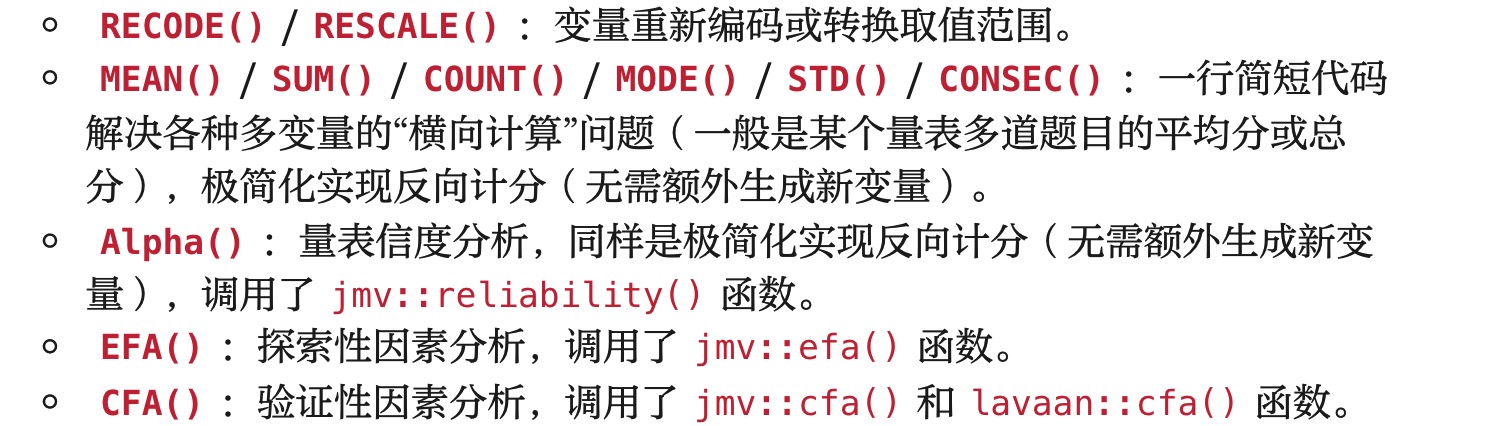 RECODE() / RESCALE() ：变量重新编码或转换取值范围。
MEAN() / SUM() / COUNT() / MODE() / STD() / CONSEC() ：一行简短代码
解决各种多变量的“横向计算”问题（一般是某个量表多道题目的平均分或总
分），极简化实现反向计分（无需额外生成新变量）。
Alpha() ：量表信度分析，同样是极简化实现反向计分（无需额外生成新变
量），调用了 jmv::reliability() 函数。
EFA() ：探索性因素分析，调用了 jmv::efa() 函数。
CFA() ：验证性因素分析，调用了 jmv::cfa() 和 lavaan::cfa() 函数。